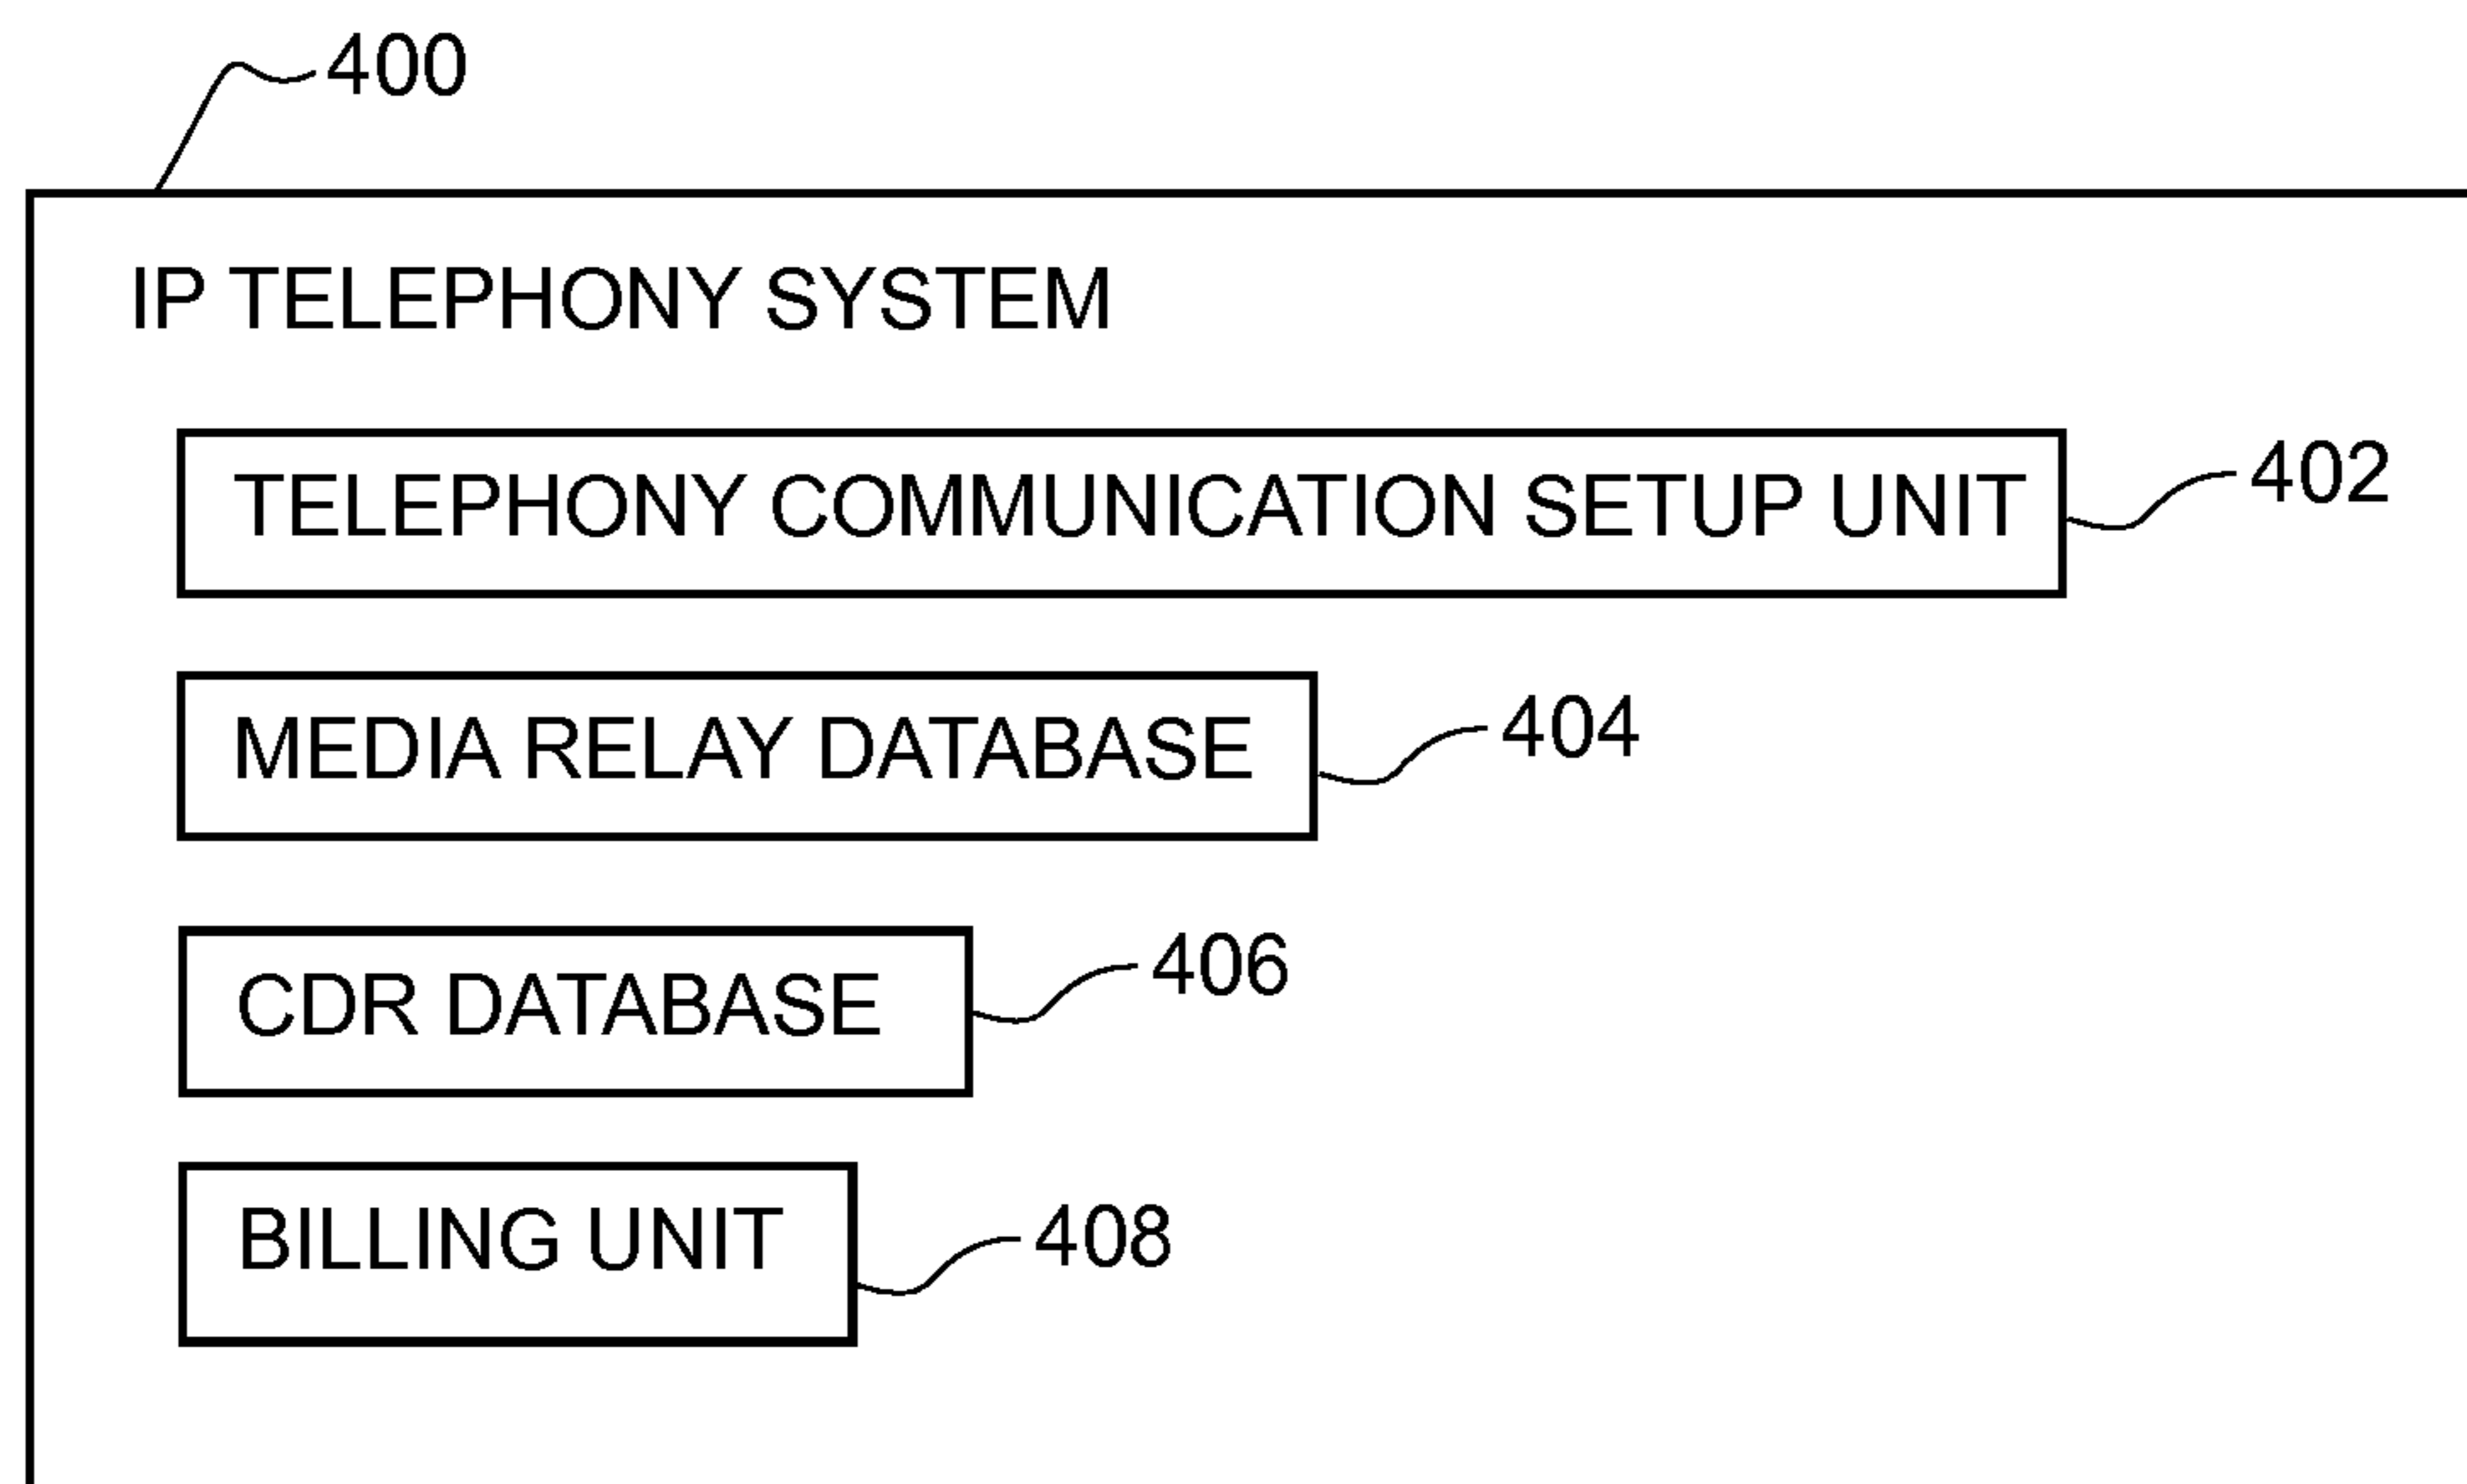 400
IP TELEPHONY SYSTEM
TELEPHONY COMMUNICATION SETUP UNIT
402
MEDIA RELAY DATABASE
404
CDR DATABASE
406
BILLING UNIT
408